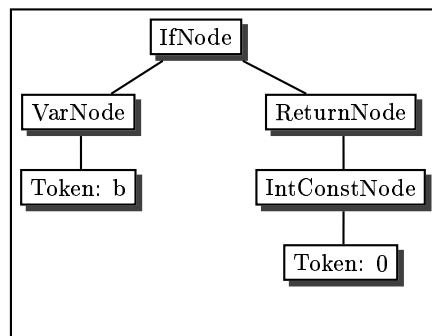 IfNode
VarNode
ReturnNode
Token: b
IntConstNode
Token: 0